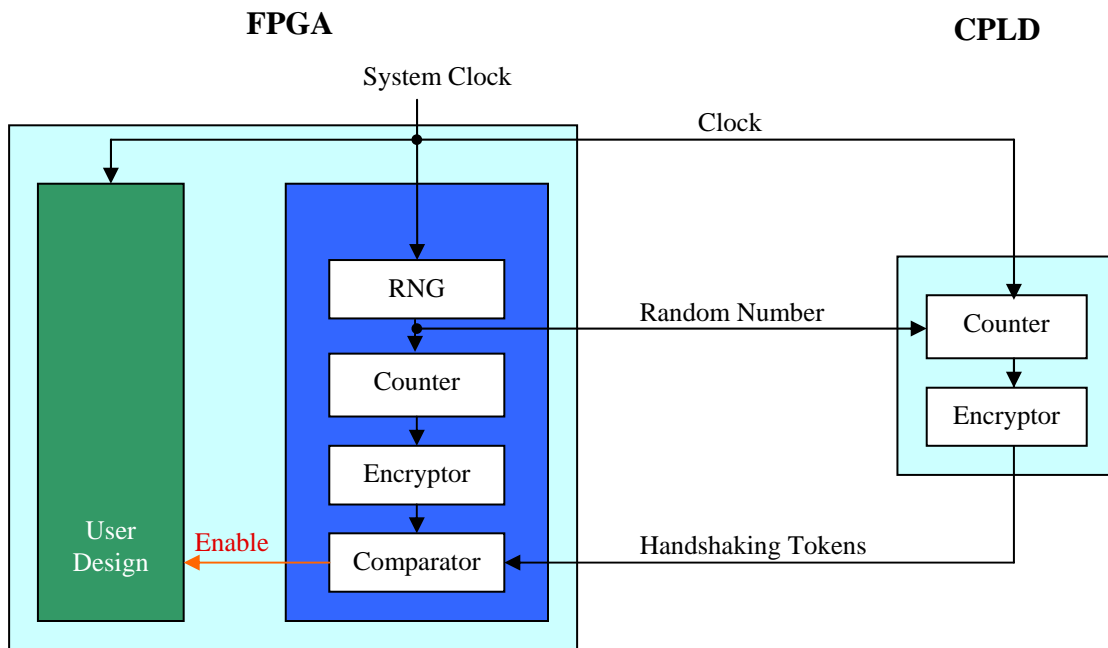 FPGA
CPLD
System Clock
Clock
RNG
Random Number
Counter
Counter
Encryptor
Encryptor
User
Design
Enable
Comparator
Handshaking Tokens